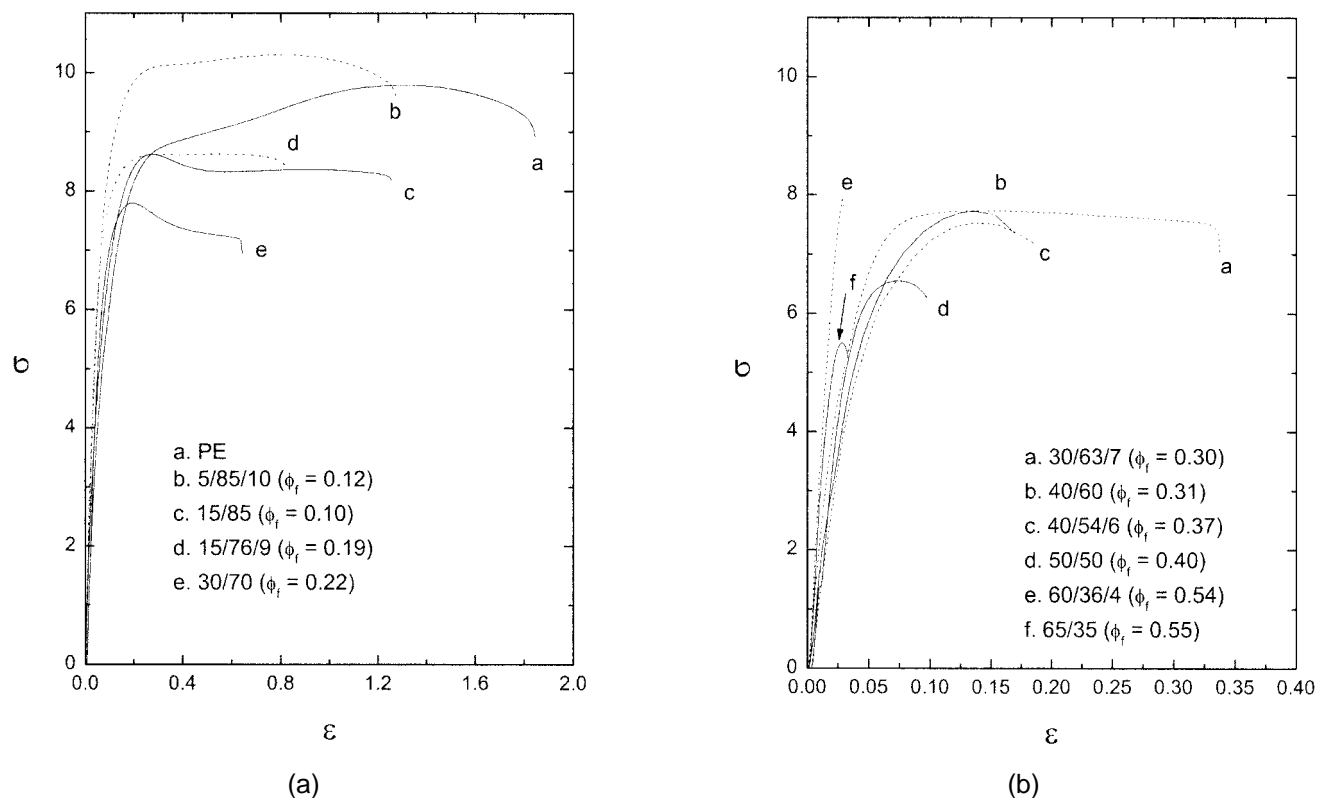 10
8
6
4
2
0
σ
b
a
d
c
e
a. PE
b. 5/85/10 (ϕf = 0.12)
c. 15/85 (ϕf = 0.10)
d. 15/76/9 (ϕf = 0.19)
e. 30/70 (ϕf = 0.22)
0.0 0.4 0.8 1.2 1.6 2.0
ε
(a)
10
8
6
4
2
0
σ
e
b
f
c
a
d
a. 30/63/7 (ϕf = 0.30)
b. 40/60 (ϕf = 0.31)
c. 40/54/6 (ϕf = 0.37)
d. 50/50 (ϕf = 0.40)
e. 60/36/4 (ϕf = 0.54)
f. 65/35 (ϕf = 0.55)
0.00 0.05 0.10 0.15 0.20 0.25 0.30 0.35 0.40
ε
(b)